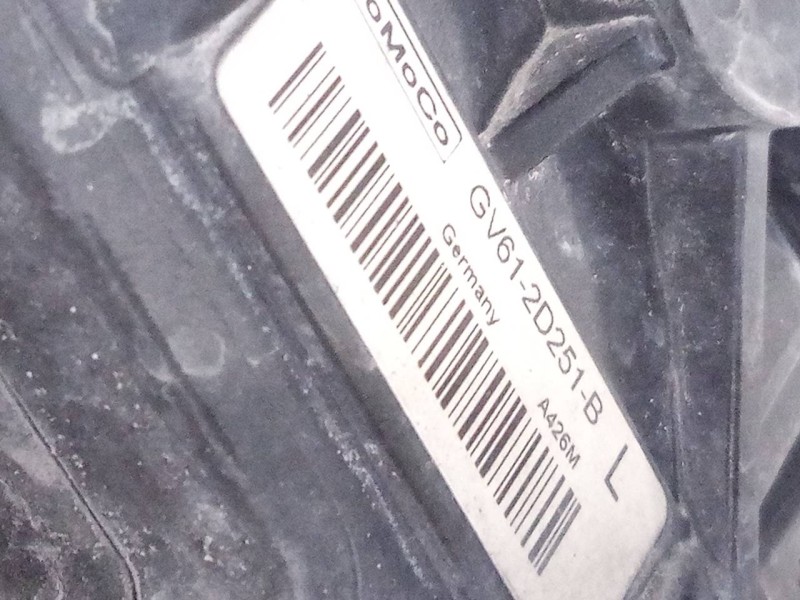 oMoCo
GV61-2D251-B L
Germany A426M